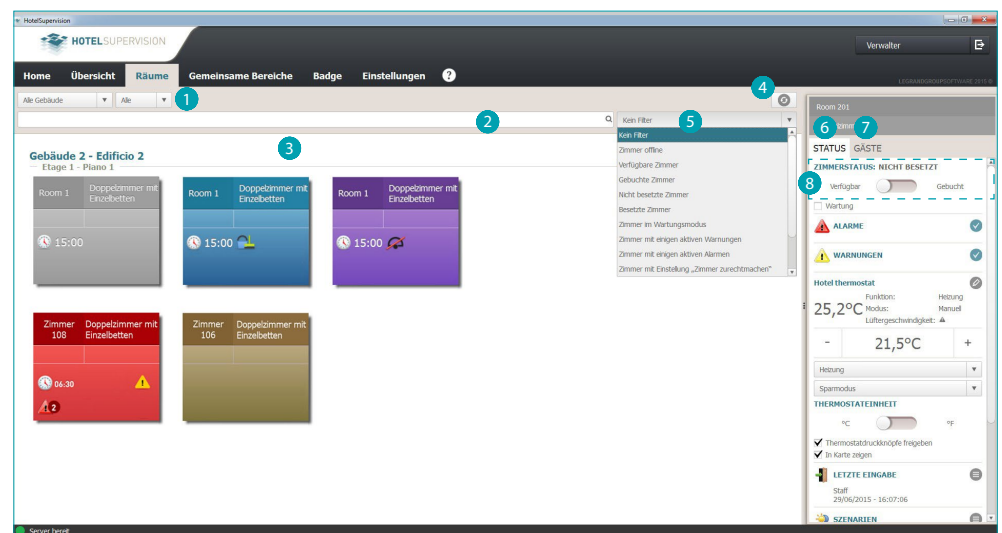 HotelSupervision
HOTELSUPERVISION
Verwalter
Home Übersicht Räume Gemeinsame Bereiche Badge Einstellungen ?
LEGRANDGROUPSOFTWARE 2015 ©
Alle Gebäude Alle 1
4
2
Kein Filter 5
Kein Filter
Zimmer offline
Verfügbare Zimmer
Gebuchte Zimmer
Nicht besetzte Zimmer
Besetzte Zimmer
Zimmer im Wartungsmodus
Zimmer mit einigen aktiven Warnungen
Zimmer mit einigen aktiven Alarmen
Zimmer mit Einstellung „Zimmer zurechtmachen"
3
Gebäude 2 - Edificio 2
Etage 1 - Piano 1
Room 1 Doppelzimmer mit Einzelbetten
15:00
Room 1 Doppelzimmer mit Einzelbetten
15:00
Room 1 Doppelzimmer mit Einzelbetten
15:00
Zimmer 108 Doppelzimmer mit Einzelbetten
06:30
2
Zimmer 106 Doppelzimmer mit Einzelbetten
Room 201
6 7
STATUS GÄSTE
ZIMMERSTATUS: NICHT BESETZT
8 Verfügbar Gebucht
Wartung
ALARME
WARNUNGEN
Hotel thermostat
25,2°C
Funktion: Heizung
Modus: Manuel
Lüftergeschwindigkeit:
- 21,5°C +
Heizung
Sparmodus
THERMOSTATEINHEIT
°C °F
Thermostatdruckknöpfe freigeben
In Karte zeigen
LETZTE EINGABE
Staff
29/06/2015 - 16:07:06
SZENARIEN
Server bereit